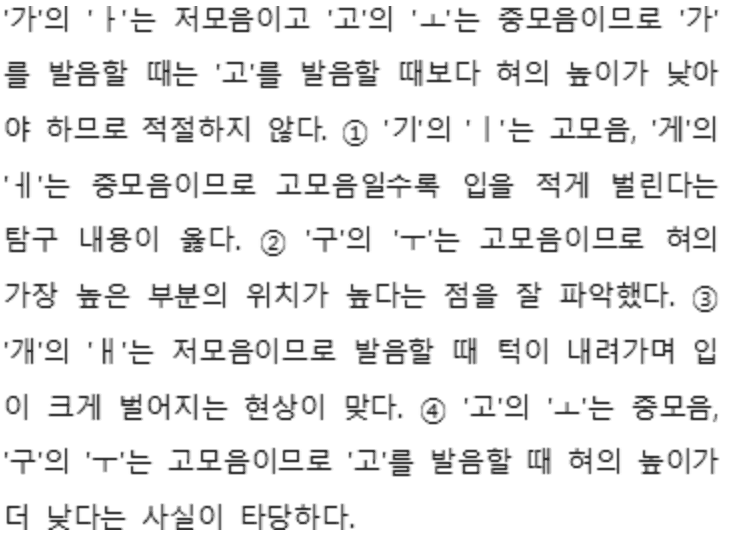 '가'의 'ㅏ'는 저모음이고 '고'의 'ㅗ'는 중모음이므로 '가'
를 발음할 때는 '고'를 발음할 때보다 혀의 높이가 낮아
야 하므로 적절하지 않다. ① '기'의 'ㅣ'는 고모음, '게'의
'ㅔ'는 중모음이므로 고모음일수록 입을 적게 벌린다는
탐구 내용이 옳다. ② '구'의 'ㅜ'는 고모음이므로 혀의
가장 높은 부분의 위치가 높다는 점을 잘 파악했다. ③
'개'의 'ㅐ'는 저모음이므로 발음할 때 턱이 내려가며 입
이 크게 벌어지는 현상이 맞다. ④ '고'의 'ㅗ'는 중모음,
'구'의 'ㅜ'는 고모음이므로 '고'를 발음할 때 혀의 높이가
더 낮다는 사실이 타당하다.